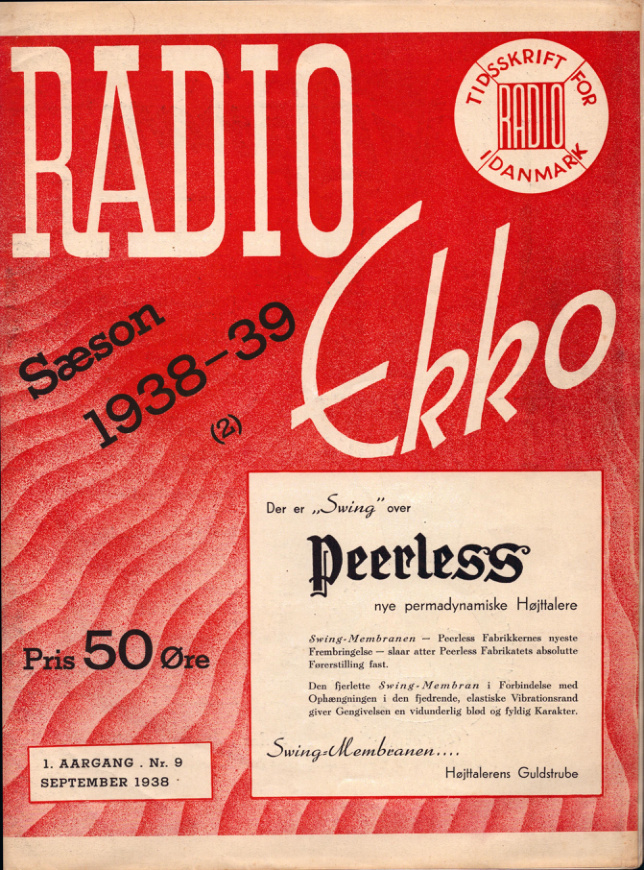 RADIO
TIDSSKRIFT FOR
RADIO
I DANMARK
Ekko
Sæson
1938-39
(2)
Der er „Swing" over
Peerless
nye permadynamiske Højttalere
Swing-Membranen — Peerless Fabrikkernes nyeste
Frembringelse — slaar atter Peerless Fabrikatets absolutte
Førerstilling fast.
Den fjerlette Swing-Membran i Forbindelse med
Ophængningen i den fjedrende, elastiske Vibrationsrand
giver Gengivelsen en vidunderlig blød og fyldig Karakter.
Swing-Membranen....
Højttalerens Guldstrube
Pris 50 Øre
1. AARGANG . Nr. 9
SEPTEMBER 1938